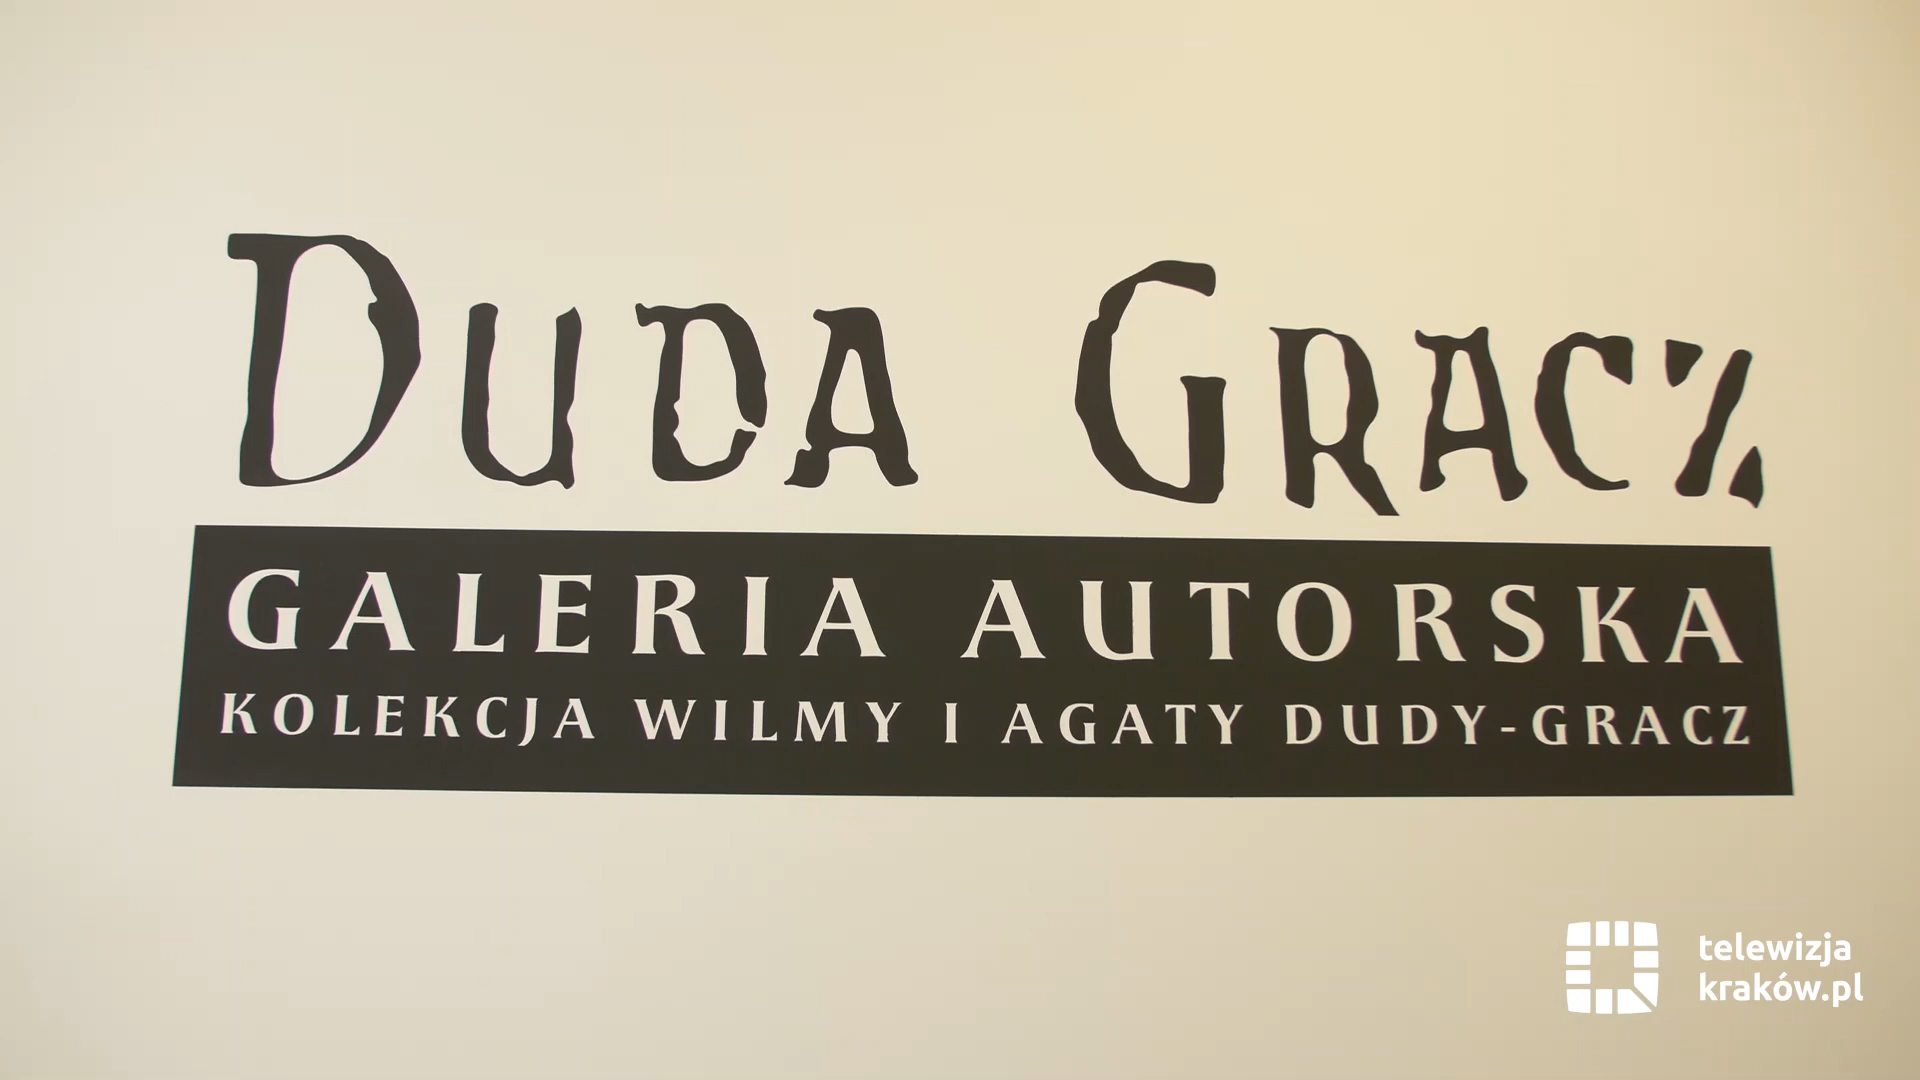 DUDA GRACZ
GALERIA AUTORSKA
KOLEKCJA WILMY I AGATY DUDY-GRACZ
telewizja
kraków.pl